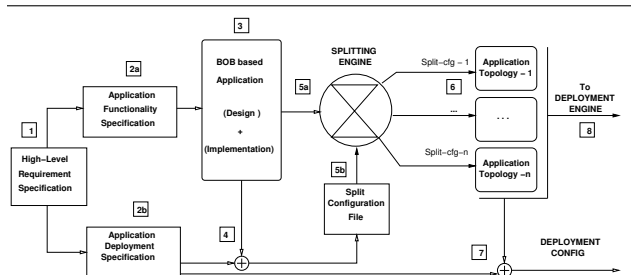 3
2a
BOB based
Application
(Design )
+
(Implementation)
SPLITTING
ENGINE
5a
Split-cfg - 1
6
Application
Topology - 1
To
DEPLOYMENT
ENGINE
8
Application
Functionality
Specification
...
. . .
1
High-Level
Requirement
Specification
Split-cfg-n
Application
Topology -n
5b
Split
Configuration
File
2b
Application
Deployment
Specification
4
+
7
+
DEPLOYMENT
CONFIG